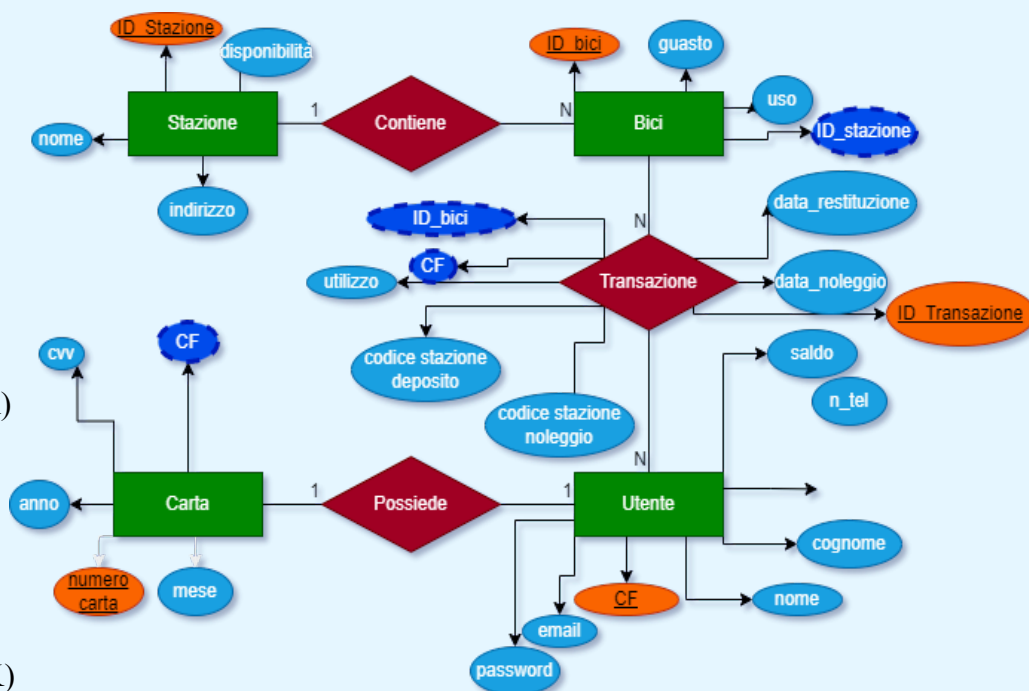 ID_Stazione
disponibilità
ID_bici
guasto
Stazione
1
Contiene
N
Bici
uso
ID_stazione
nome
indirizzo
data_restituzione
ID_bici
N
CF
utilizzo
Transazione
data_noleggio
ID_Transazione
codice stazione
deposito
saldo
n_tel
codice stazione
noleggio
cvv
CF
)
N
anno
Carta
1
Possiede
1
Utente
cognome
numero
carta
mese
CF
nome
email
password
)